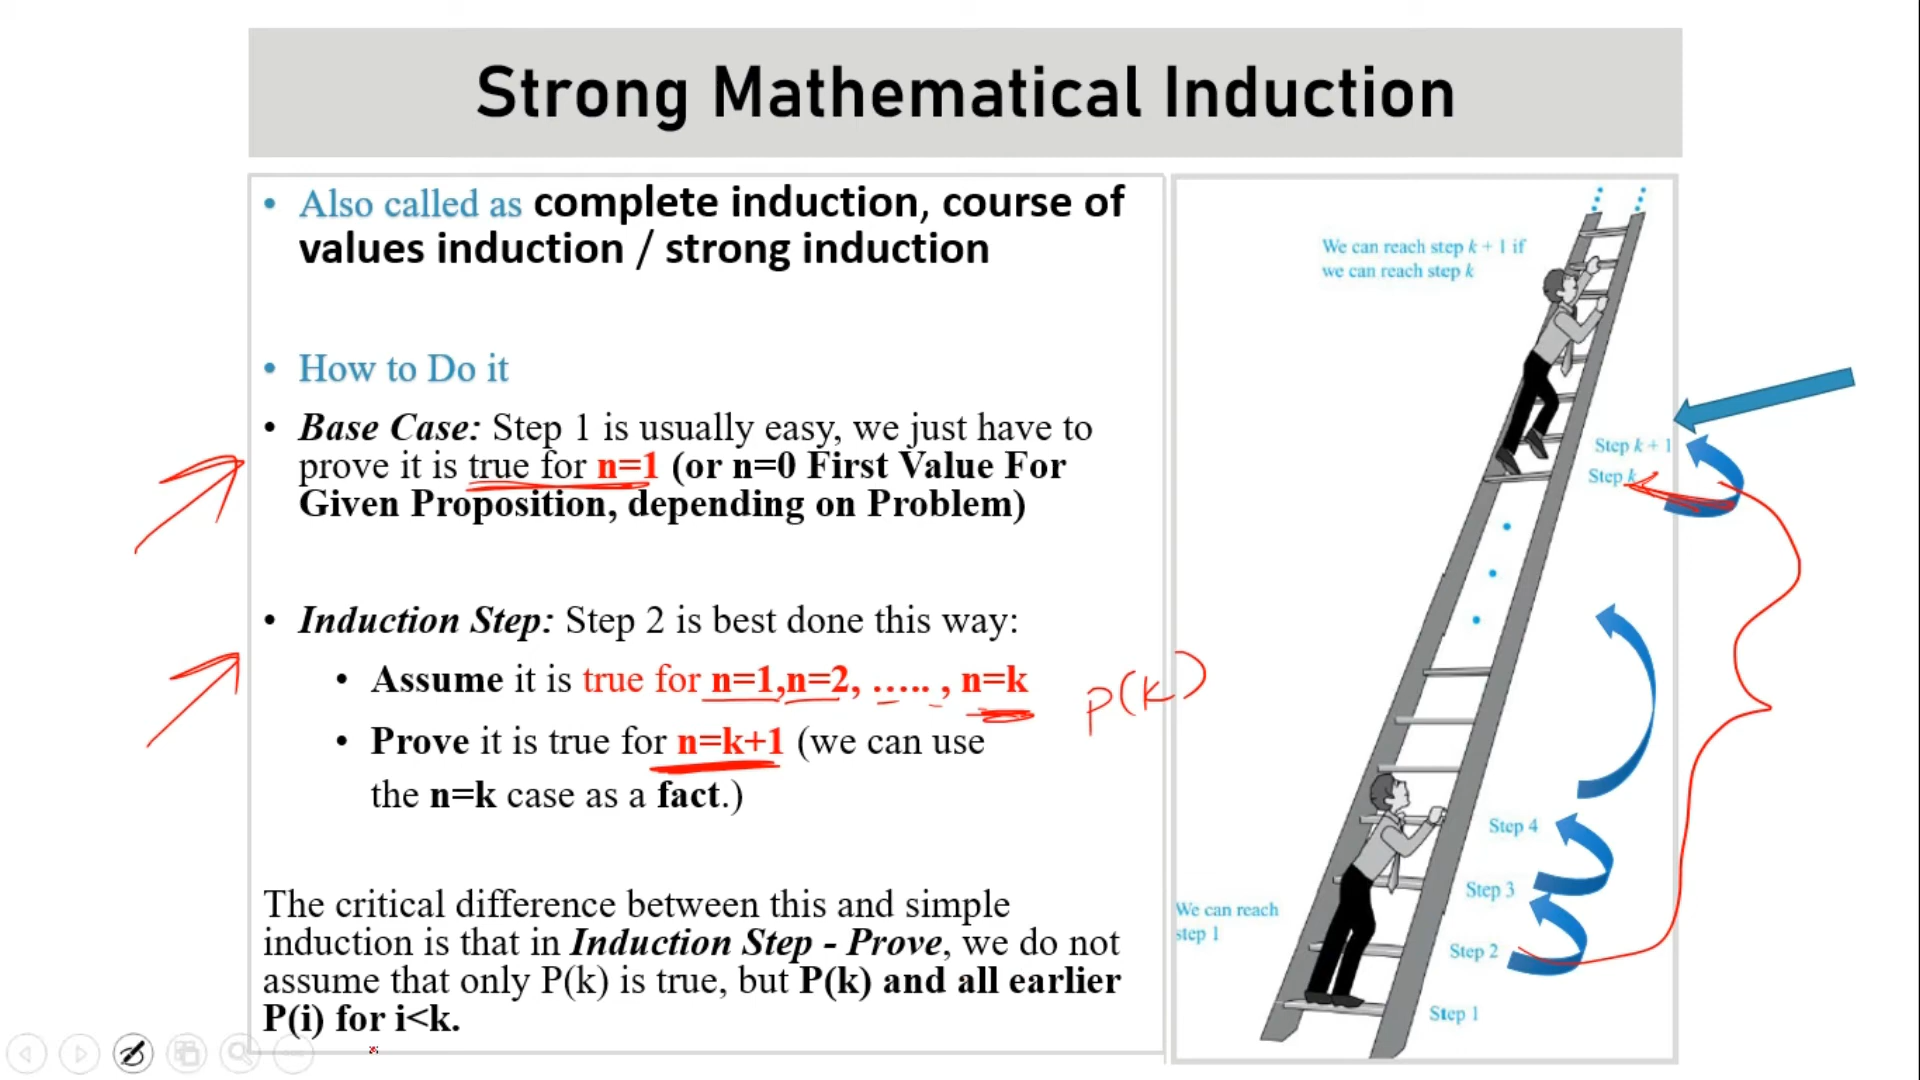 Strong Mathematical Induction
• Also called as complete induction, course of
values induction / strong induction
• How to Do it
• Base Case: Step 1 is usually easy, we just have to
prove it is true for n=1 (or n=0 First Value For
Given Proposition, depending on Problem)
• Induction Step: Step 2 is best done this way:
• Assume it is true for n=1,n=2, ….. , n=k
P(k)
• Prove it is true for n=k+1 (we can use
the n=k case as a fact.)
The critical difference between this and simple
induction is that in Induction Step - Prove, we do not
assume that only P(k) is true, but P(k) and all earlier
P(i) for i<k.
We can reach step k + 1 if
we can reach step k
Step k + 1
Step k
Step 4
Step 3
We can reach
step 1
Step 2
Step 1